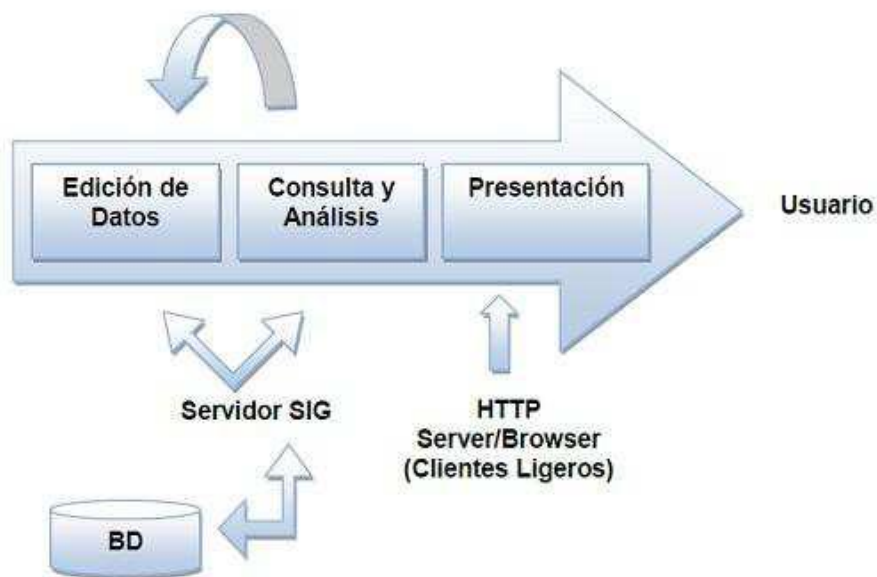 Edición de
Datos
Consulta y
Análisis
Presentación
Usuario
Servidor SIG
HTTP
Server/Browser
(Clientes Ligeros)
BD